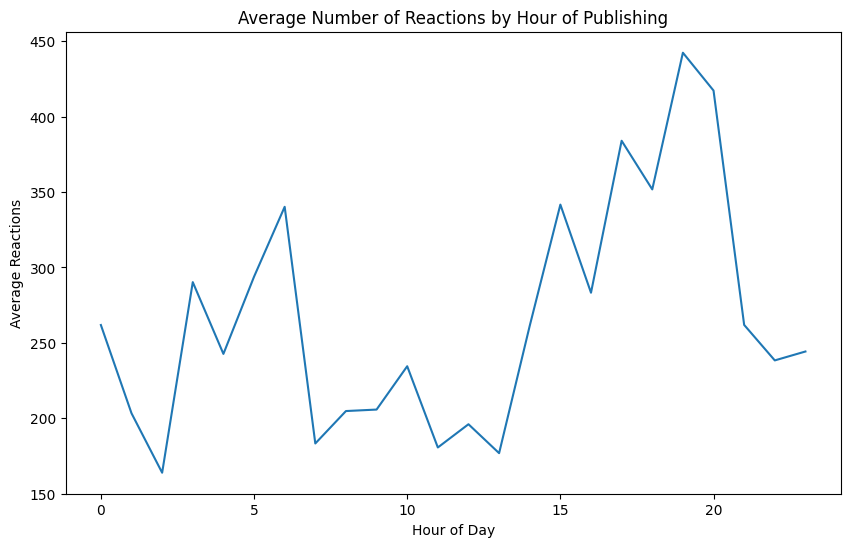 Average Number of Reactions by Hour of Publishing
450
400
350
300
250
200
150
Average Reactions
0 5 10 15 20
Hour of Day